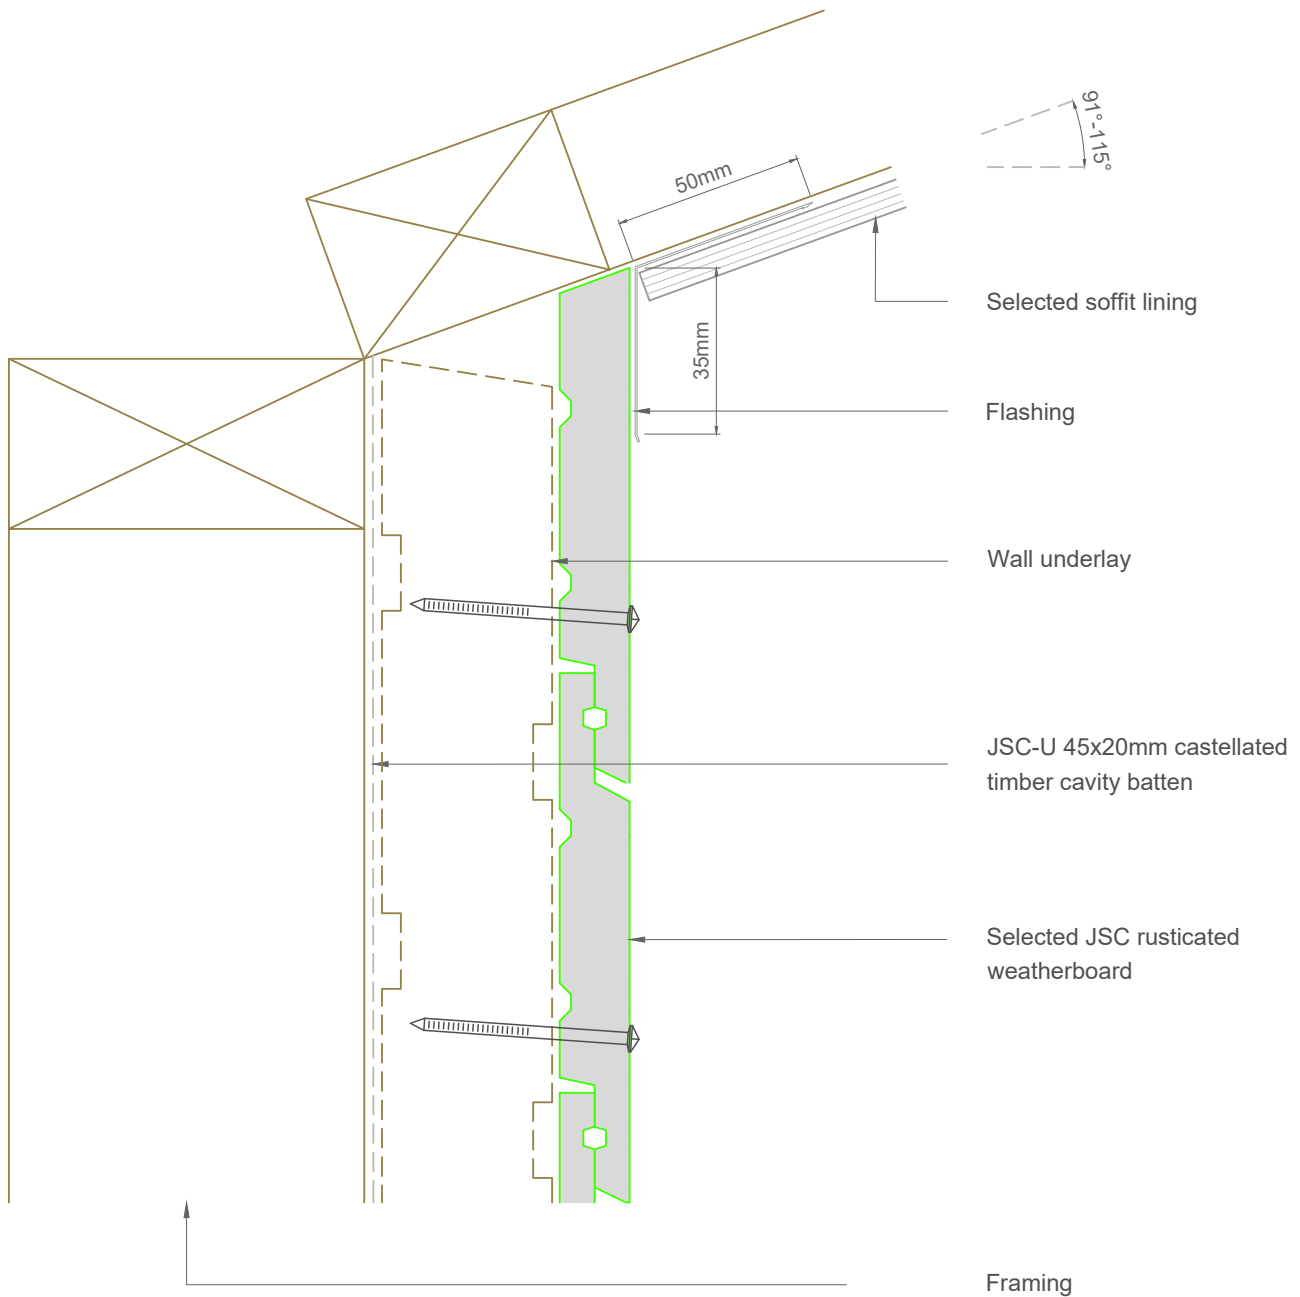 91°-115°
50mm
Selected soffit lining
35mm
Flashing
Wall underlay
JSC-U 45x20mm castellated
timber cavity batten
Selected JSC rusticated
weatherboard
Framing